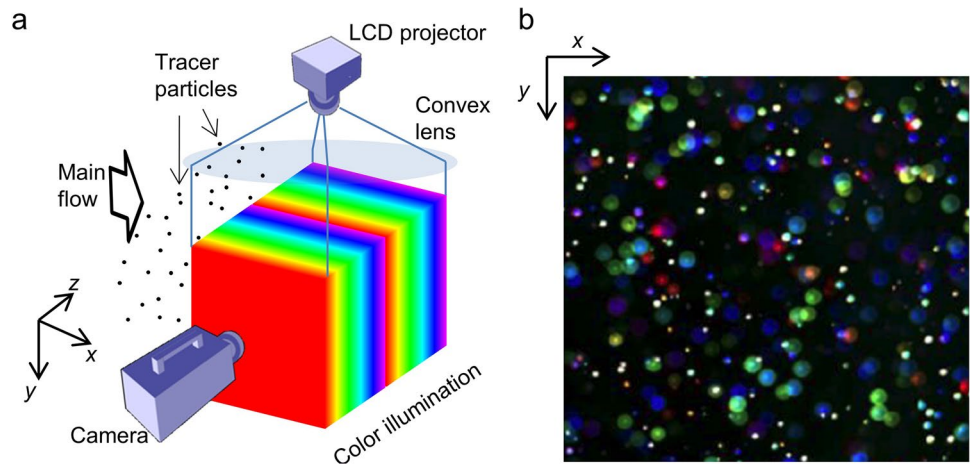 a
LCD projector
Tracer
particles
Convex
lens
Main
flow
z
x
y
Camera
Color illumination
b
x
y